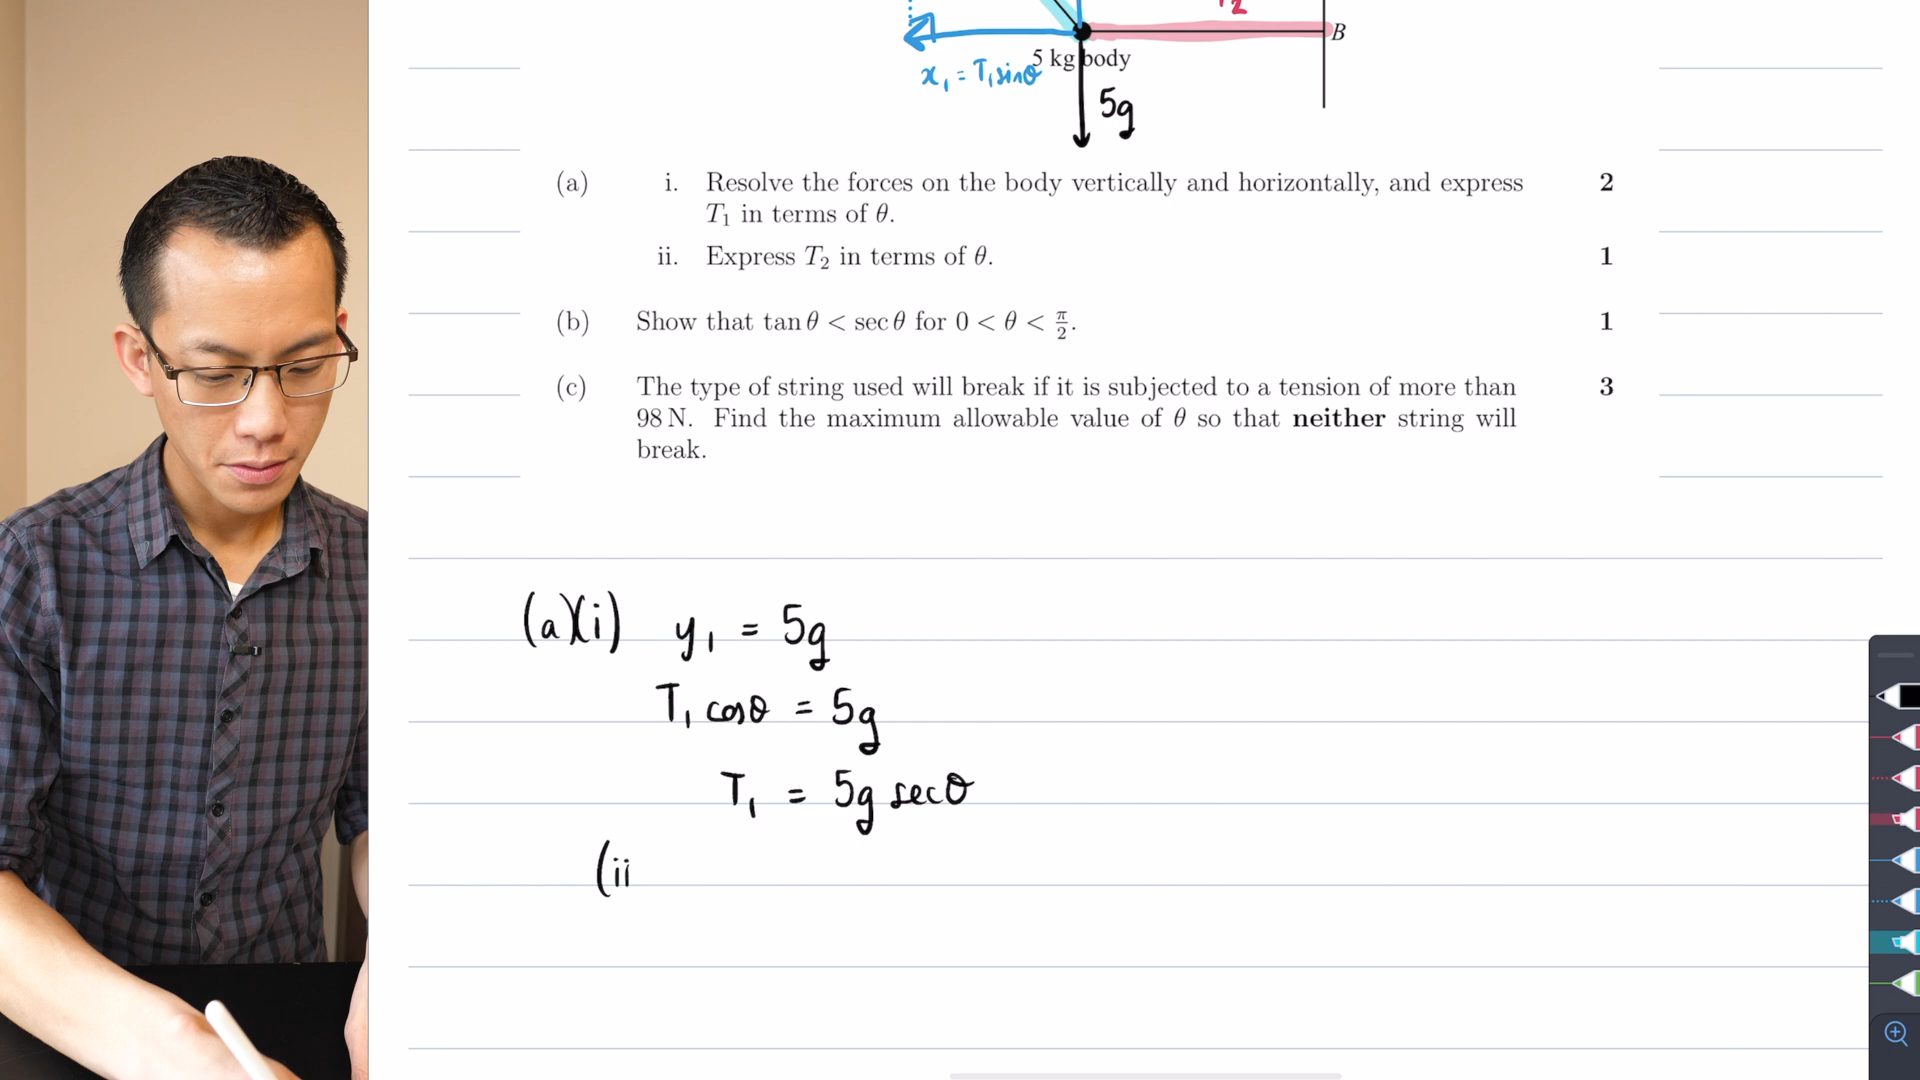 B
5 kg body
x₁ = T₁sinθ
5g
(a) i. Resolve the forces on the body vertically and horizontally, and express 2
T₁ in terms of θ.
ii. Express T₂ in terms of θ. 1
(b) Show that tan θ < sec θ for 0 < θ < π/2. 1
(c) The type of string used will break if it is subjected to a tension of more than 3
98 N. Find the maximum allowable value of θ so that neither string will
break.
(a)(i) y₁ = 5g
T₁ cosθ = 5g
T₁ = 5g secθ
(ii